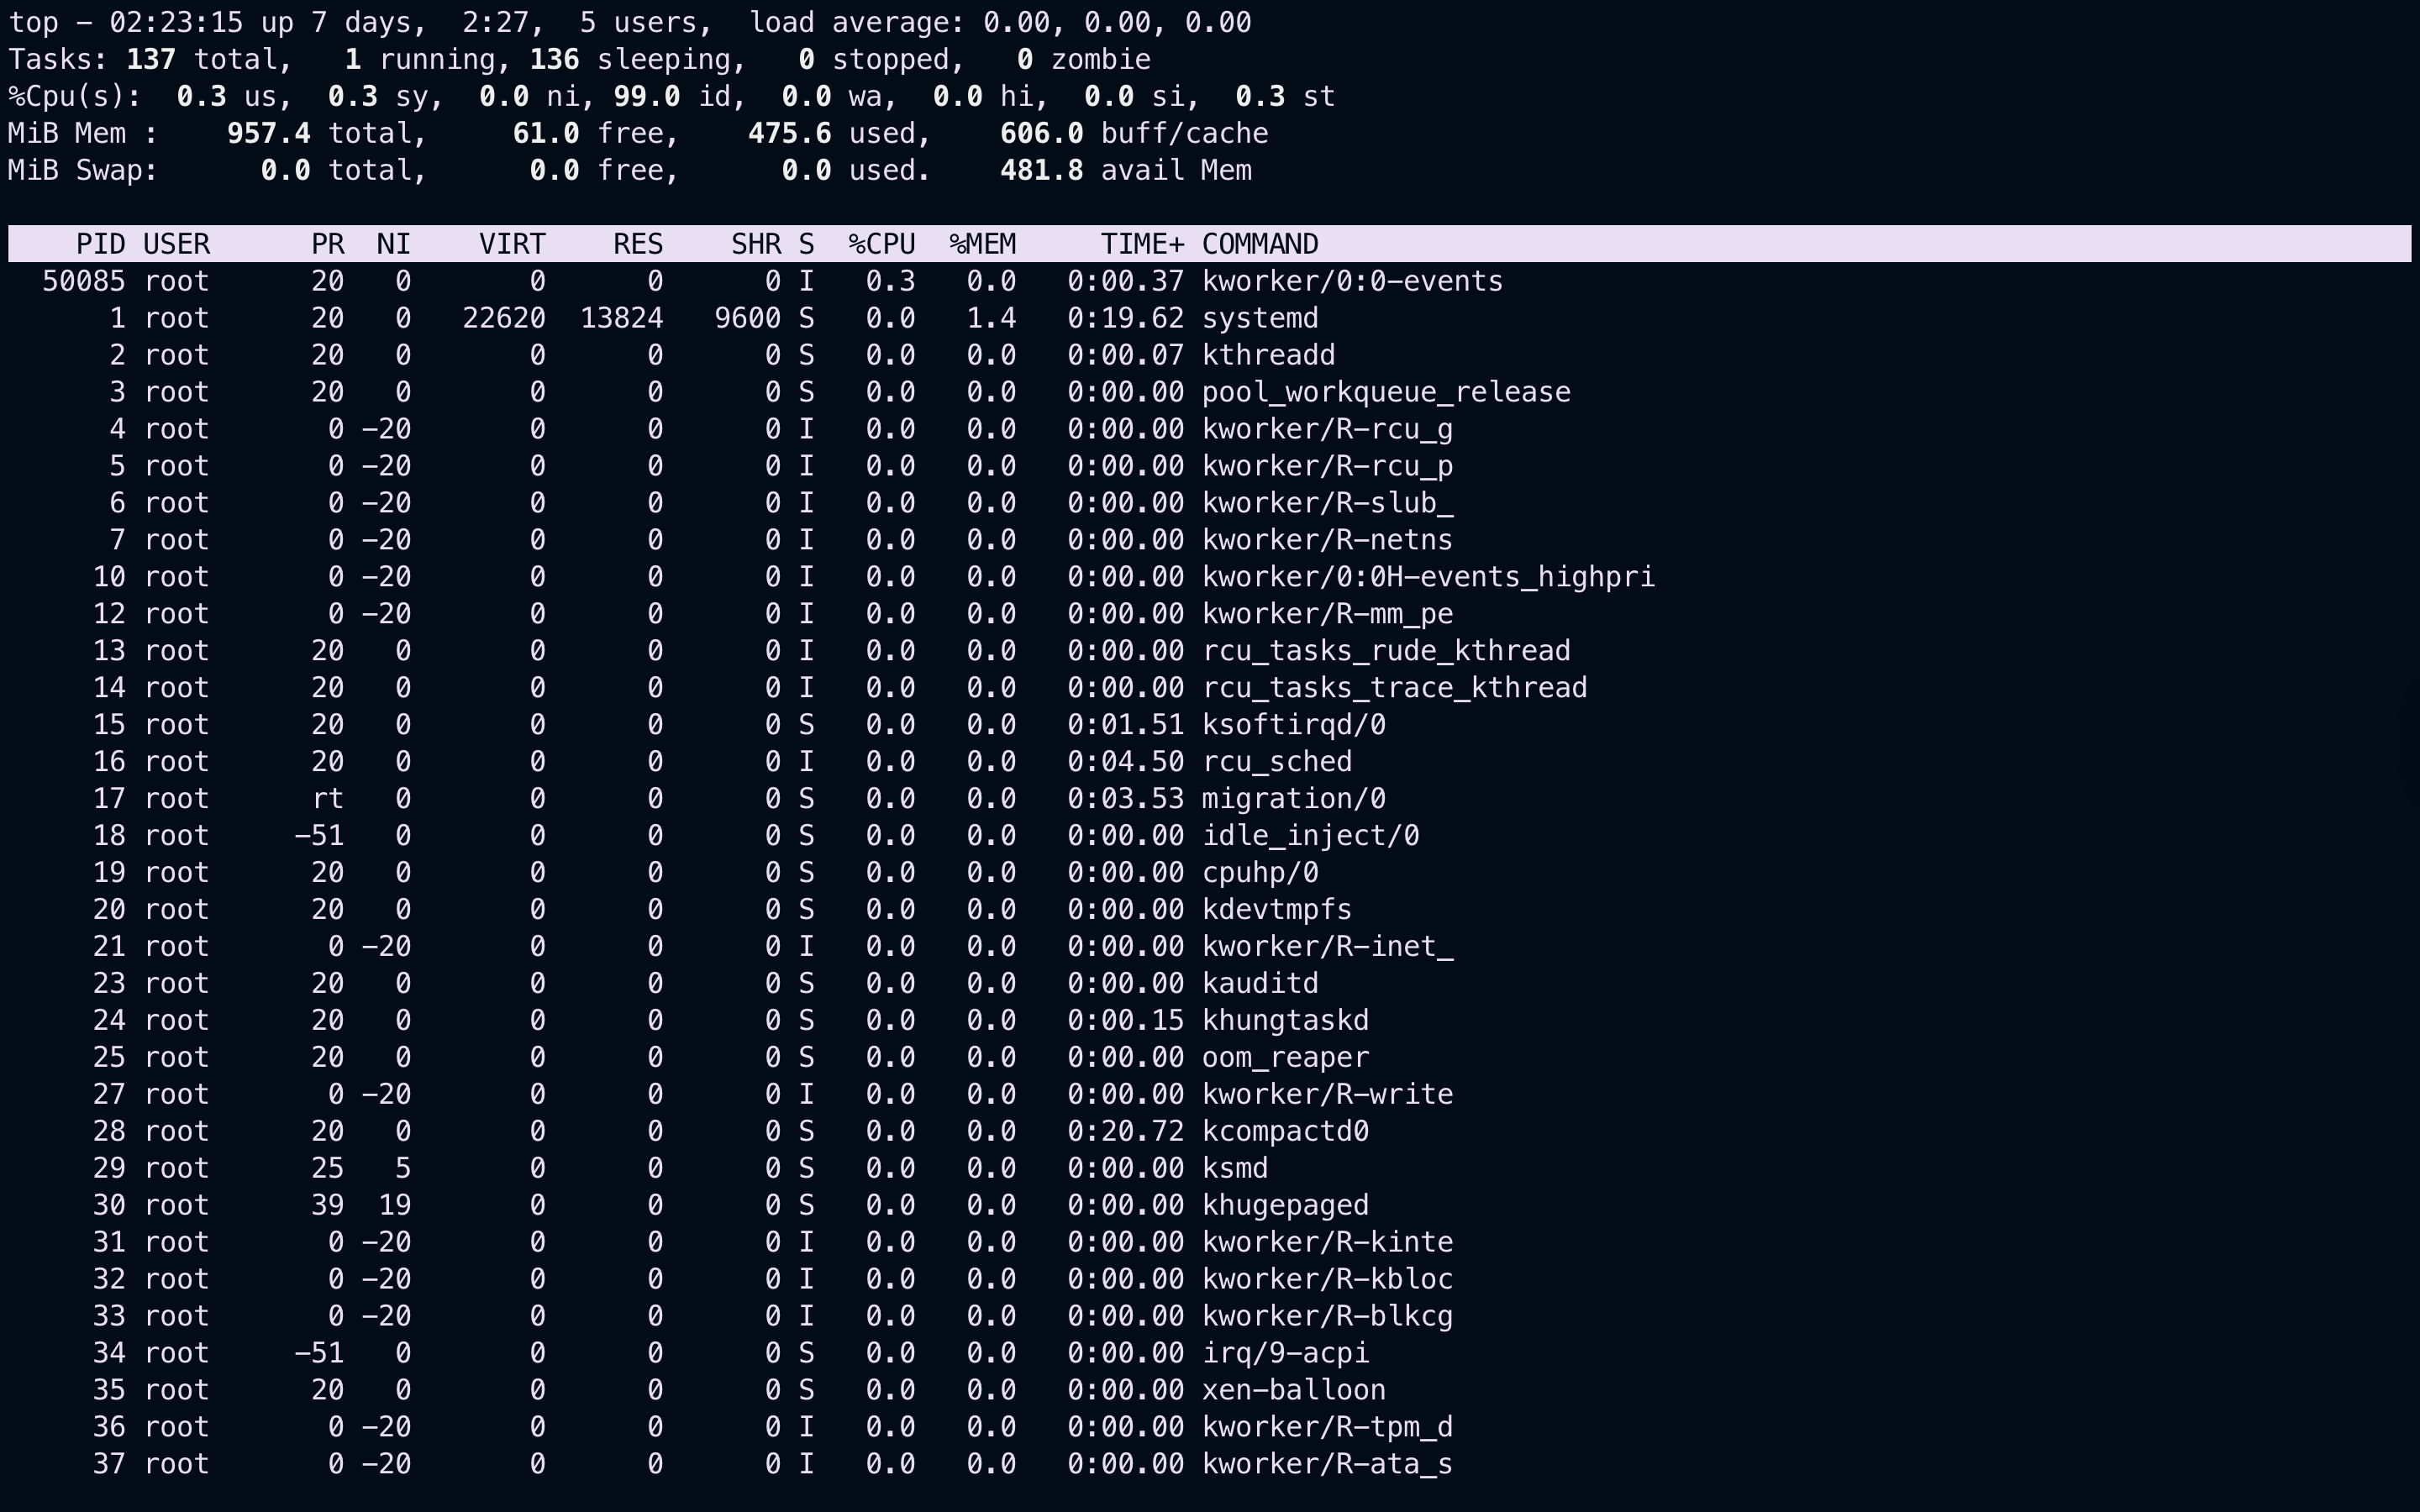 top - 02:23:15 up 7 days,  2:27,  5 users,  load average: 0.00, 0.00, 0.00
Tasks: 137 total,   1 running, 136 sleeping,   0 stopped,   0 zombie
%Cpu(s):  0.3 us,  0.3 sy,  0.0 ni, 99.0 id,  0.0 wa,  0.0 hi,  0.0 si,  0.3 st
MiB Mem :    957.4 total,     61.0 free,    475.6 used,    606.0 buff/cache
MiB Swap:      0.0 total,      0.0 free,      0.0 used.    481.8 avail Mem
    PID USER      PR  NI    VIRT    RES    SHR S  %CPU  %MEM     TIME+ COMMAND
  50085 root      20   0       0      0      0 I   0.3   0.0   0:00.37 kworker/0:0-events
      1 root      20   0   22620  13824   9600 S   0.0   1.4   0:19.62 systemd
      2 root      20   0       0      0      0 S   0.0   0.0   0:00.07 kthreadd
      3 root      20   0       0      0      0 S   0.0   0.0   0:00.00 pool_workqueue_release
      4 root       0 -20       0      0      0 I   0.0   0.0   0:00.00 kworker/R-rcu_g
      5 root       0 -20       0      0      0 I   0.0   0.0   0:00.00 kworker/R-rcu_p
      6 root       0 -20       0      0      0 I   0.0   0.0   0:00.00 kworker/R-slub_
      7 root       0 -20       0      0      0 I   0.0   0.0   0:00.00 kworker/R-netns
     10 root       0 -20       0      0      0 I   0.0   0.0   0:00.00 kworker/0:0H-events_highpri
     12 root       0 -20       0      0      0 I   0.0   0.0   0:00.00 kworker/R-mm_pe
     13 root      20   0       0      0      0 I   0.0   0.0   0:00.00 rcu_tasks_rude_kthread
     14 root      20   0       0      0      0 I   0.0   0.0   0:00.00 rcu_tasks_trace_kthread
     15 root      20   0       0      0      0 S   0.0   0.0   0:01.51 ksoftirqd/0
     16 root      20   0       0      0      0 I   0.0   0.0   0:04.50 rcu_sched
     17 root      rt   0       0      0      0 S   0.0   0.0   0:03.53 migration/0
     18 root     -51   0       0      0      0 S   0.0   0.0   0:00.00 idle_inject/0
     19 root      20   0       0      0      0 S   0.0   0.0   0:00.00 cpuhp/0
     20 root      20   0       0      0      0 S   0.0   0.0   0:00.00 kdevtmpfs
     21 root       0 -20       0      0      0 I   0.0   0.0   0:00.00 kworker/R-inet_
     23 root      20   0       0      0      0 S   0.0   0.0   0:00.00 kauditd
     24 root      20   0       0      0      0 S   0.0   0.0   0:00.15 khungtaskd
     25 root      20   0       0      0      0 S   0.0   0.0   0:00.00 oom_reaper
     27 root       0 -20       0      0      0 I   0.0   0.0   0:00.00 kworker/R-write
     28 root      20   0       0      0      0 S   0.0   0.0   0:20.72 kcompactd0
     29 root      25   5       0      0      0 S   0.0   0.0   0:00.00 ksmd
     30 root      39  19       0      0      0 S   0.0   0.0   0:00.00 khugepaged
     31 root       0 -20       0      0      0 I   0.0   0.0   0:00.00 kworker/R-kinte
     32 root       0 -20       0      0      0 I   0.0   0.0   0:00.00 kworker/R-kbloc
     33 root       0 -20       0      0      0 I   0.0   0.0   0:00.00 kworker/R-blkcg
     34 root     -51   0       0      0      0 S   0.0   0.0   0:00.00 irq/9-acpi
     35 root      20   0       0      0      0 S   0.0   0.0   0:00.00 xen-balloon
     36 root       0 -20       0      0      0 I   0.0   0.0   0:00.00 kworker/R-tpm_d
     37 root       0 -20       0      0      0 I   0.0   0.0   0:00.00 kworker/R-ata_s